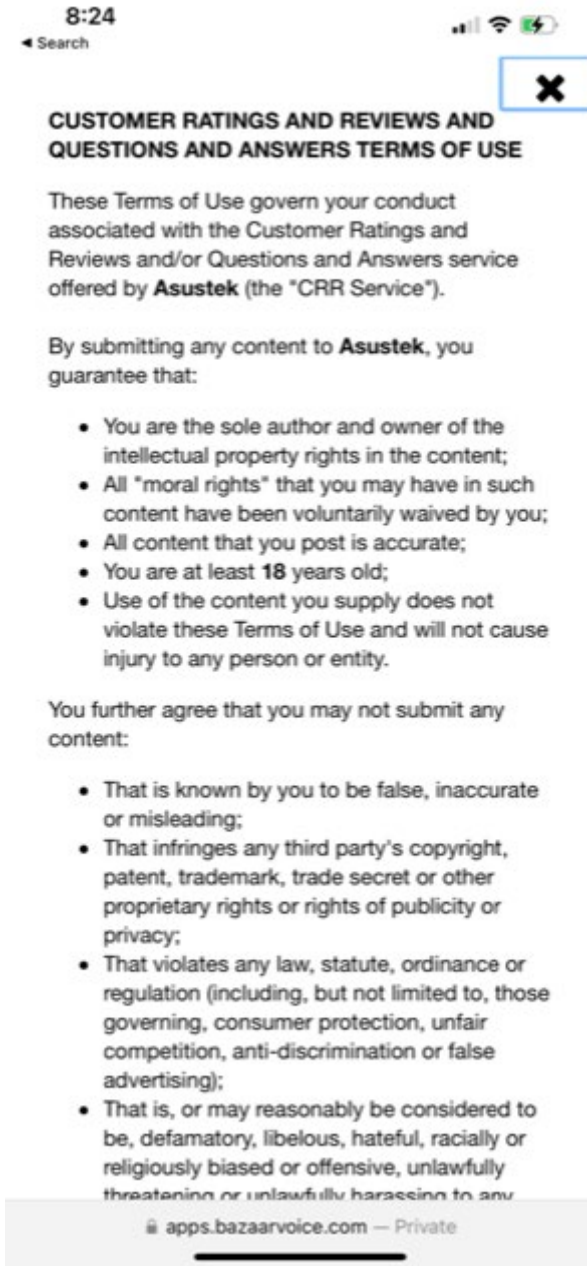 8:24
◄ Search
CUSTOMER RATINGS AND REVIEWS AND
QUESTIONS AND ANSWERS TERMS OF USE
These Terms of Use govern your conduct
associated with the Customer Ratings and
Reviews and/or Questions and Answers service
offered by Asustek (the "CRR Service").
By submitting any content to Asustek, you
guarantee that:
• You are the sole author and owner of the
intellectual property rights in the content;
• All "moral rights" that you may have in such
content have been voluntarily waived by you;
• All content that you post is accurate;
• You are at least 18 years old;
• Use of the content you supply does not
violate these Terms of Use and will not cause
injury to any person or entity.
You further agree that you may not submit any
content:
• That is known by you to be false, inaccurate
or misleading;
• That infringes any third party's copyright,
patent, trademark, trade secret or other
proprietary rights or rights of publicity or
privacy;
• That violates any law, statute, ordinance or
regulation (including, but not limited to, those
governing, consumer protection, unfair
competition, anti-discrimination or false
advertising);
• That is, or may reasonably be considered to
be, defamatory, libelous, hateful, racially or
religiously biased or offensive, unlawfully
threatening or unlawfully harassing to any
apps.bazaarvoice.com — Private